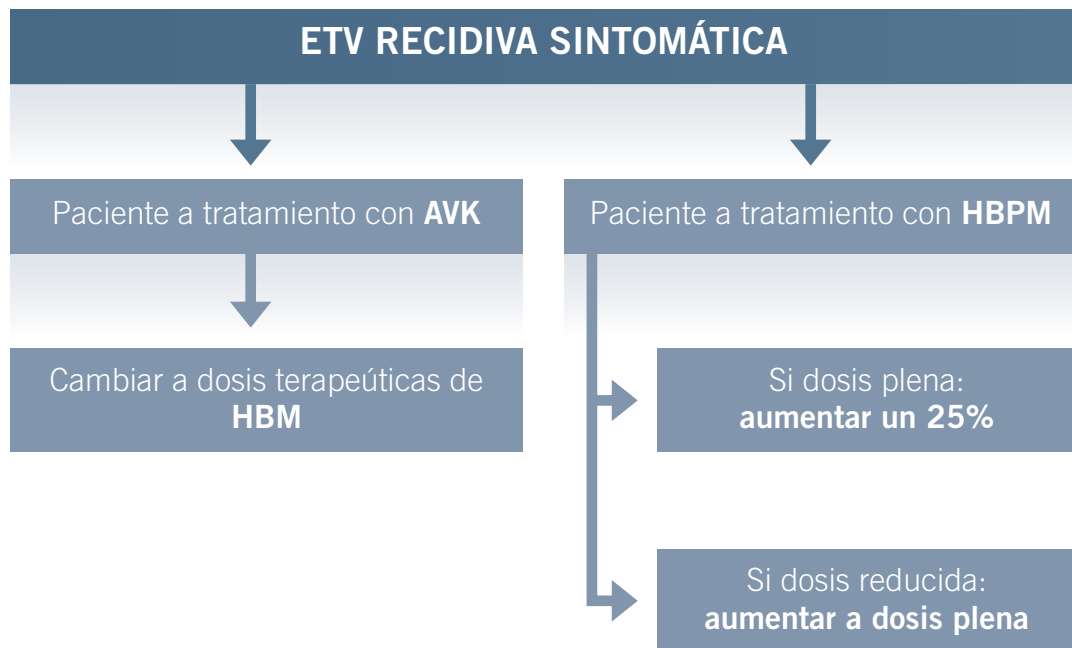 ETV RECIDIVA SINTOMÁTICA
Paciente a tratamiento con AVK
Paciente a tratamiento con HBPM
Cambiar a dosis terapeúticas de
HBM
Si dosis plena:
aumentar un 25%
Si dosis reducida:
aumentar a dosis plena